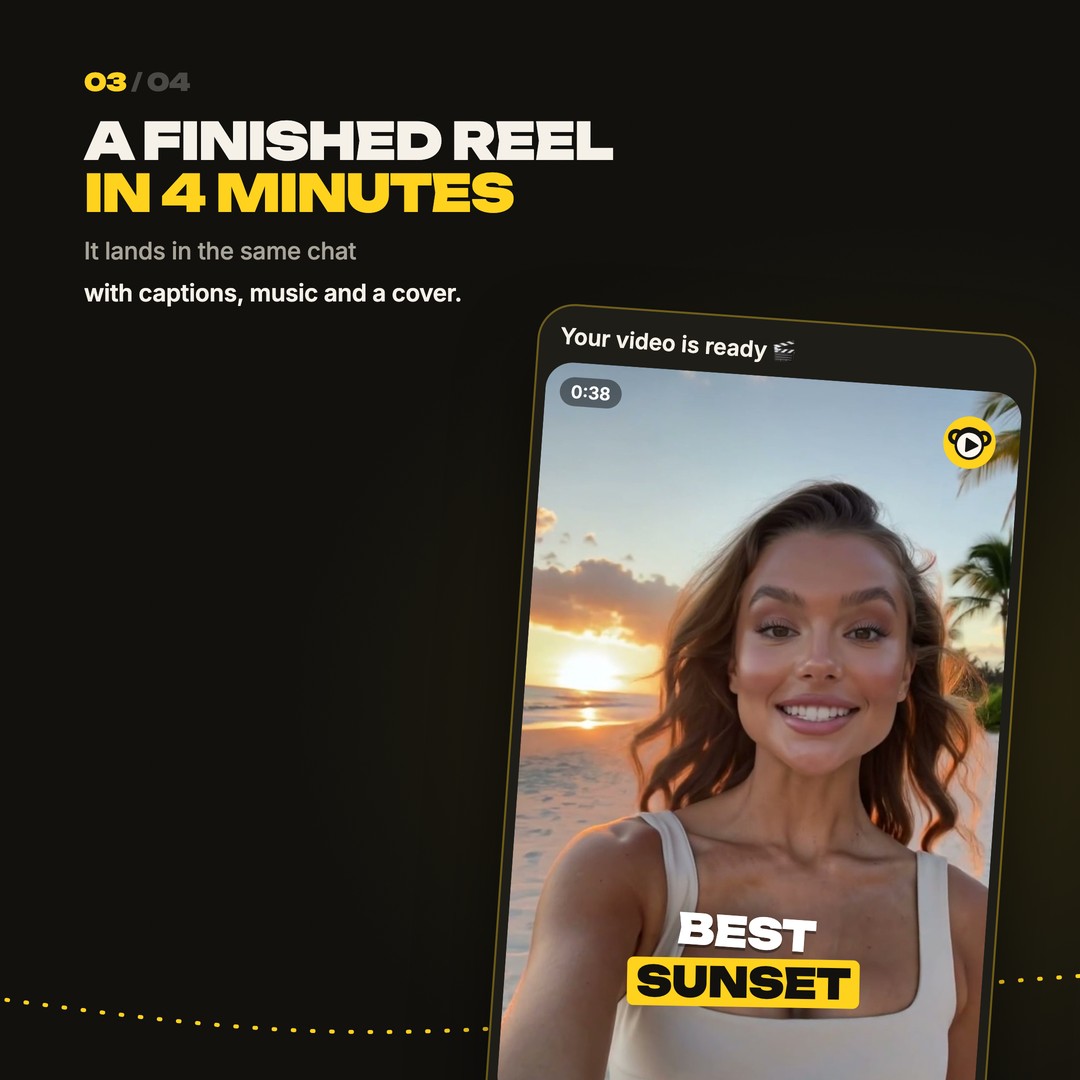 03 / 04
A FINISHED REEL
IN 4 MINUTES
It lands in the same chat
with captions, music and a cover.
Your video is ready 🎬
0:38
BEST
SUNSET